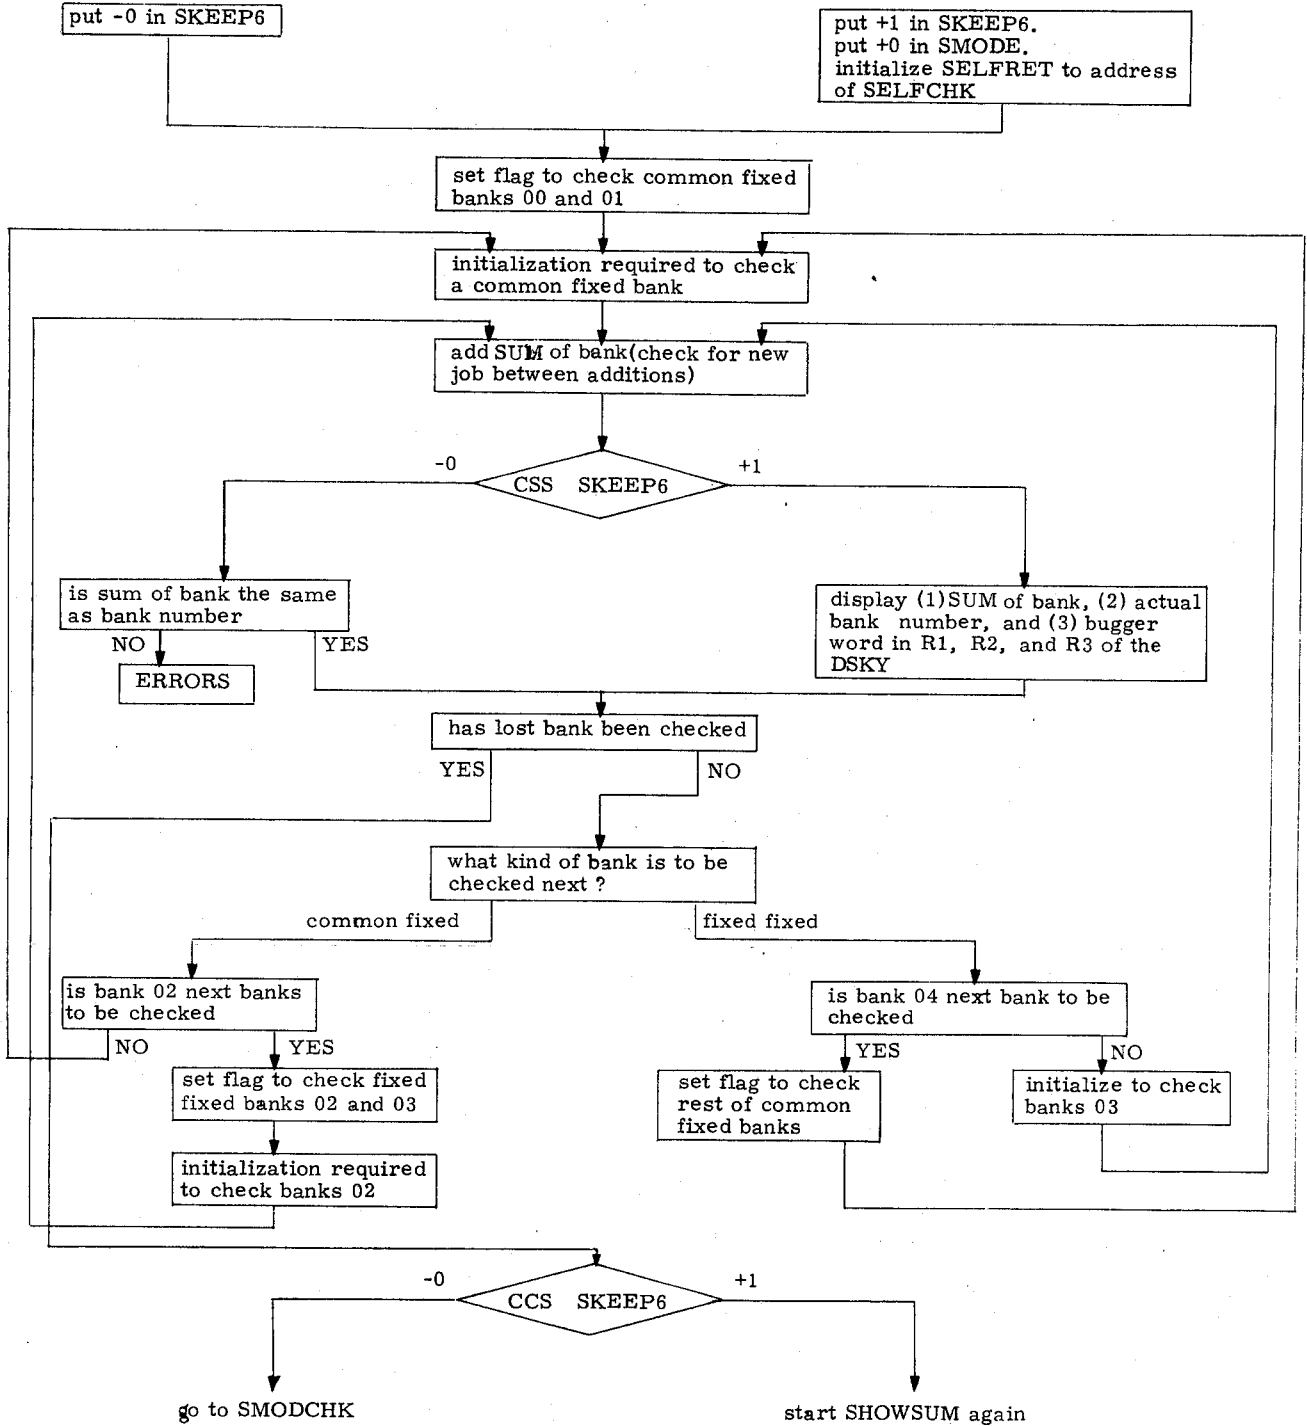 put -0 in SKEEP6
put +1 in SKEEP6.
put +0 in SMODE.
initialize SELFRET to address
of SELFCHK
set flag to check common fixed
banks 00 and 01
initialization required to check
a common fixed bank
add SUM of bank(check for new
job between additions)
-0
+1
CSS SKEEP6
is sum of bank the same
as bank number
NO
YES
ERRORS
display (1)SUM of bank, (2) actual
bank number, and (3) bugger
word in R1, R2, and R3 of the
DSKY
has lost bank been checked
YES
NO
what kind of bank is to be
checked next ?
common fixed
fixed fixed
is bank 02 next banks
to be checked
NO
YES
set flag to check fixed
fixed banks 02 and 03
initialization required
to check banks 02
is bank 04 next bank to be
checked
YES
NO
set flag to check
rest of common
fixed banks
initialize to check
banks 03
-0
+1
CCS SKEEP6
go to SMODCHK
start SHOWSUM again